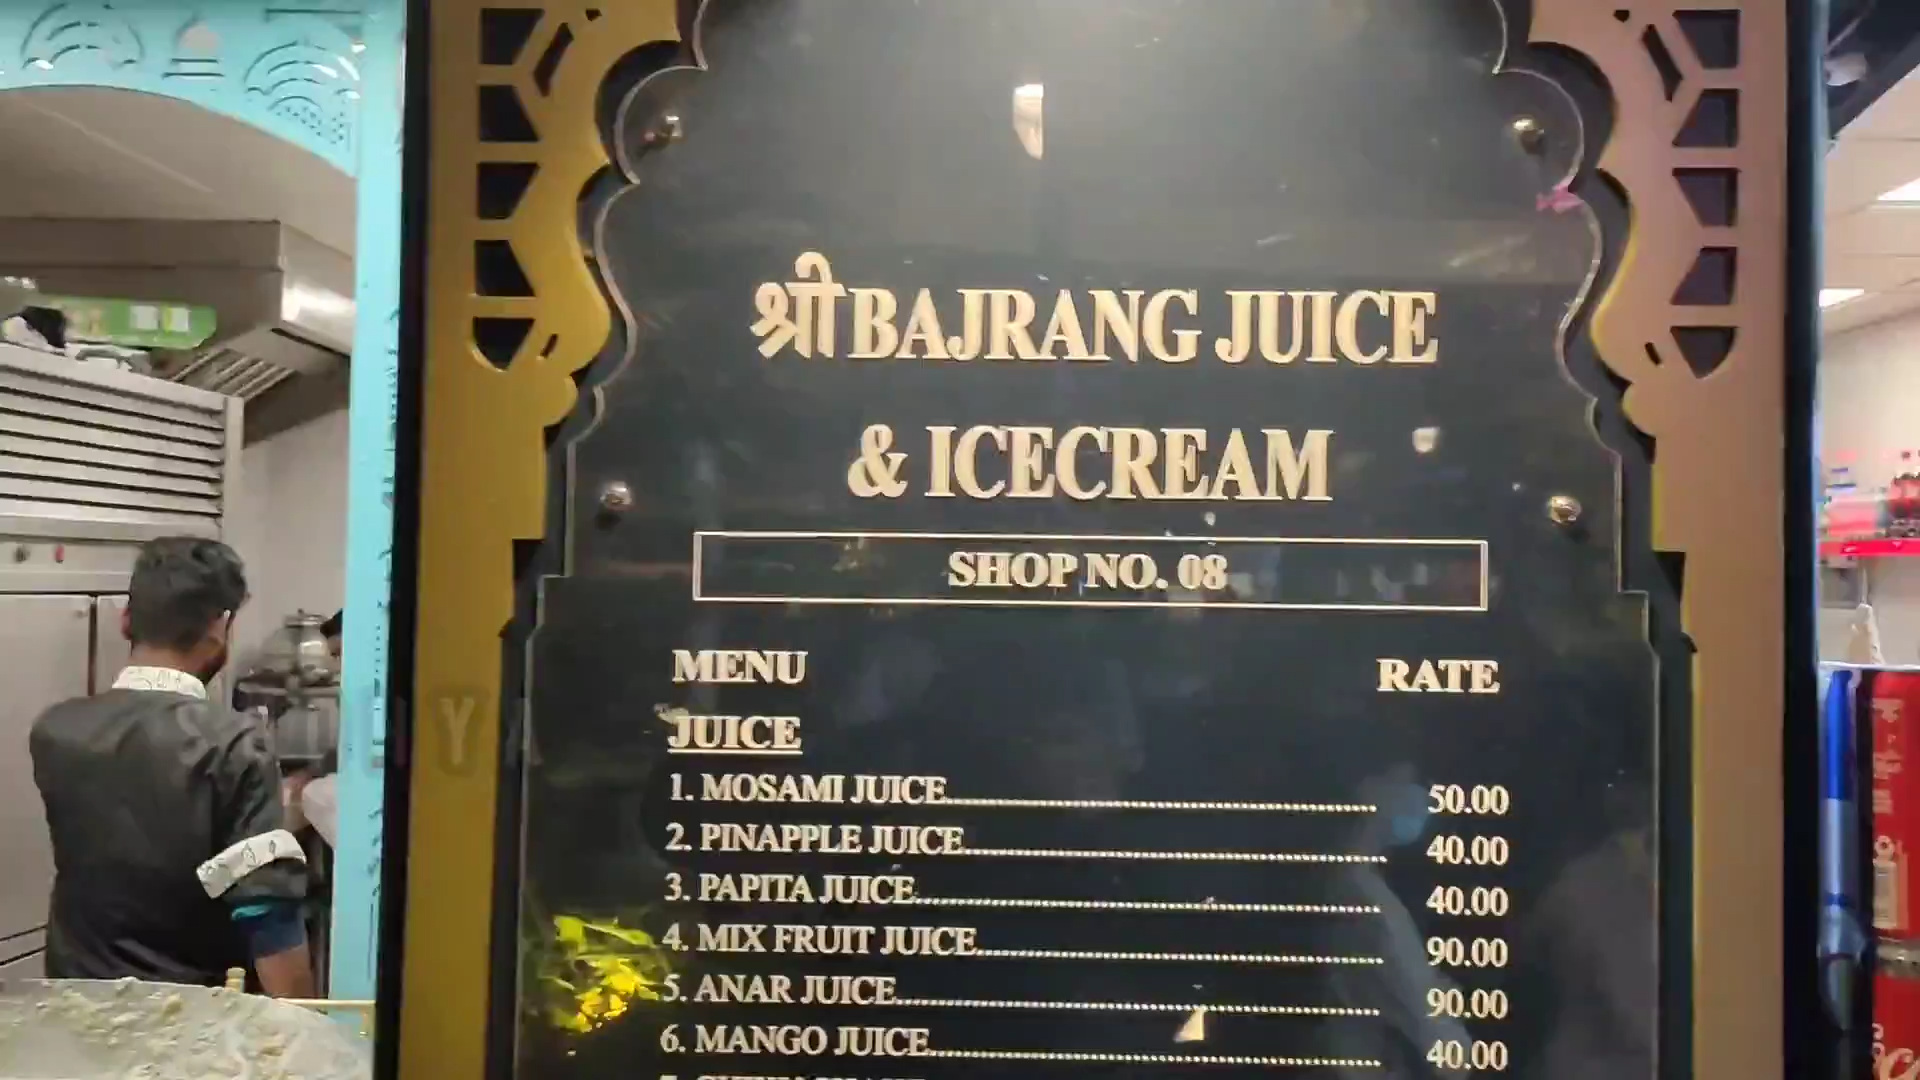 श्री BAJRANG JUICE
& ICECREAM
SHOP NO. 08
MENU RATE
JUICE
1. MOSAMI JUICE 50.00
2. PINAPPLE JUICE 40.00
3. PAPITA JUICE 40.00
4. MIX FRUIT JUICE 90.00
5. ANAR JUICE 90.00
6. MANGO JUICE 40.00